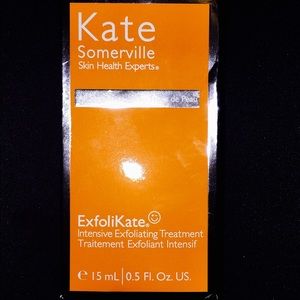 Kate
Somerville
Skin Health Experts®
de Peau
ExfoliKate®
Intensive Exfoliating Treatment
Traitement Exfoliant Intensif
℮ 15 mL | 0.5 Fl. Oz. US.